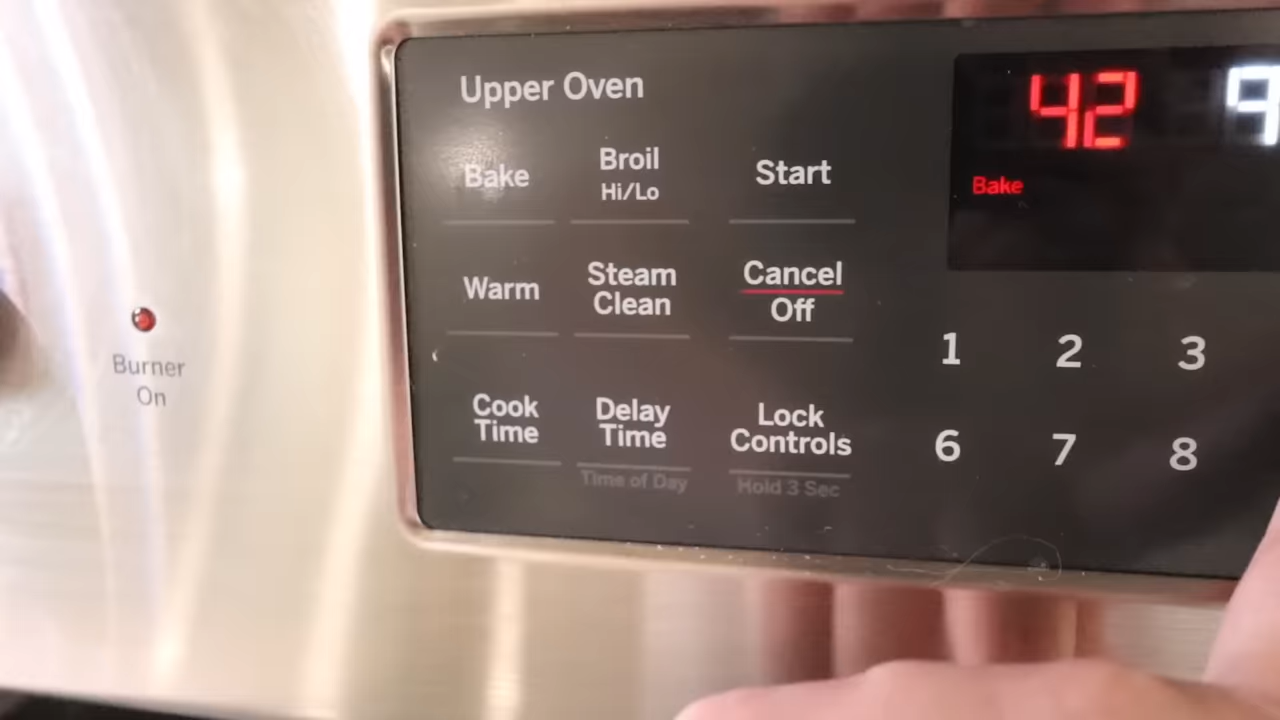 Upper Oven
42 9
Bake
Broil
Hi/Lo
Start
Bake
Warm
Steam
Clean
Cancel
Off
Cook
Time
Delay
Time
Time of Day
Lock
Controls
Hold 3 Sec
1 2 3
6 7 8
Burner
On